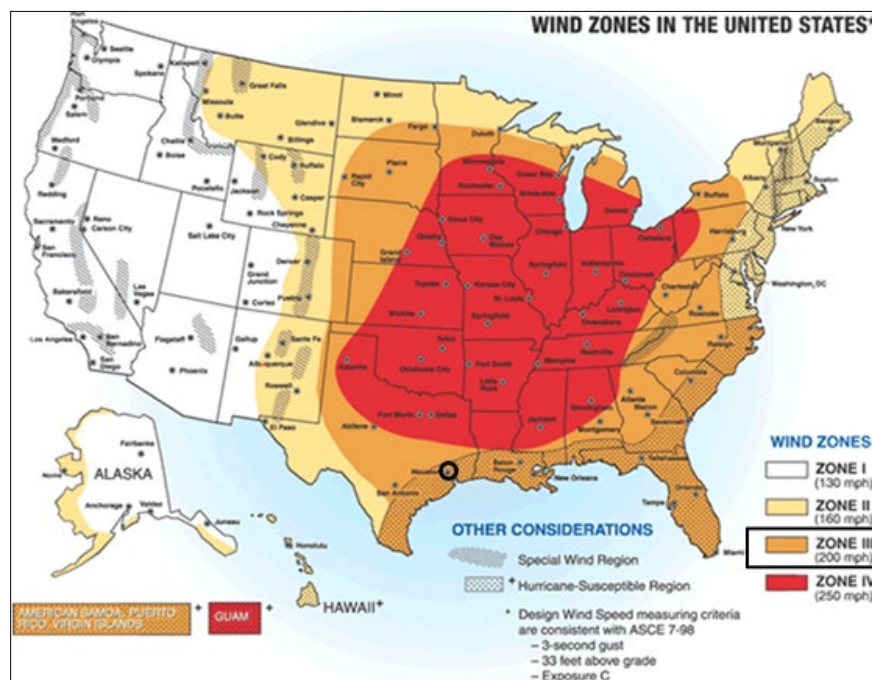 WIND ZONES IN THE UNITED STATES*
Port Angeles
Seattle
Olympia
Spokane
Kalispell
Great Falls
Portland
Salem
Missoula
Butte
Glendive
Billings
Minot
Bismarck
Fargo
Duluth
Medford
Challis
Boise
Pocatello
Cody
Buffalo
Jackson
Casper
Rapid City
Pierre
Minneapolis
Rochester
Green Bay
Milwaukee
Detroit
Buffalo
Montpelier
Bangor
Albany
Boston
New York
Redding
Sacramento
Reno
Carson City
San Francisco
Salt Lake City
Rock Springs
Cheyenne
Grand Island
Sioux City
Omaha
Des Moines
Chicago
Cleveland
Harrisburg
Washington, DC
Bakersfield
Las Vegas
Grand Junction
Cortez
Denver
Pueblo
Topeka
Kansas City
Springfield
St. Louis
Indianapolis
Cincinnati
Charleston
Roanoke
Los Angeles
San Bernadino
San Diego
Flagstaff
Phoenix
Gallup
Santa Fe
Albuquerque
Roswell
El Paso
Wichita
Springfield
Lexington
Owensboro
Nashville
Raleigh
Amarillo
Tulsa
Oklahoma City
Fort Smith
Little Rock
Memphis
Columbia
Atlanta
Macon
Savannah
Abilene
Fort Worth
Dallas
Jackson
Birmingham
Montgomery
Tallahassee
San Antonio
Houston
Baton Rouge
New Orleans
Orlando
Tampa
Miami
ALASKA
Fairbanks
Nome
Anchorage
Valdez
Juneau
Honolulu
HAWAII+
AMERICAN SAMOA, PUERTO
RICO, VIRGIN ISLANDS
+
GUAM
+
OTHER CONSIDERATIONS
Special Wind Region
+ Hurricane-Susceptible Region
* Design Wind Speed measuring criteria
are consistent with ASCE 7-98
– 3-second gust
– 33 feet above grade
– Exposure C
WIND ZONES
ZONE I
(130 mph)
ZONE II
(160 mph)
ZONE III
(200 mph)
ZONE IV
(250 mph)